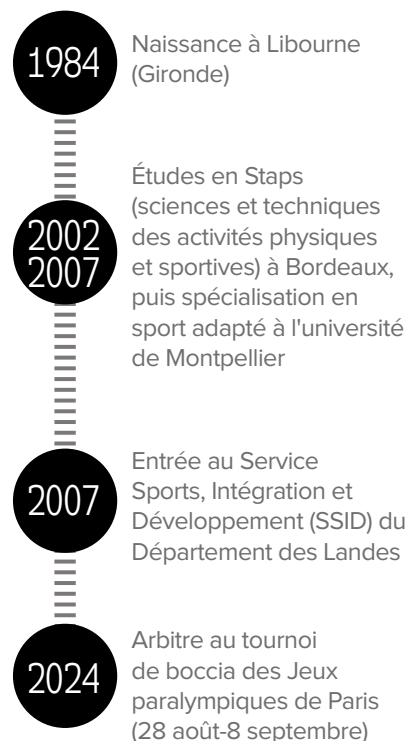 1984
Naissance à Libourne
(Gironde)
2002
2007
Études en Staps
(sciences et techniques
des activités physiques
et sportives) à Bordeaux,
puis spécialisation en
sport adapté à l'université
de Montpellier
2007
Entrée au Service
Sports, Intégration et
Développement (SSID) du
Département des Landes
2024
Arbitre au tournoi
de boccia des Jeux
paralympiques de Paris
(28 août-8 septembre)